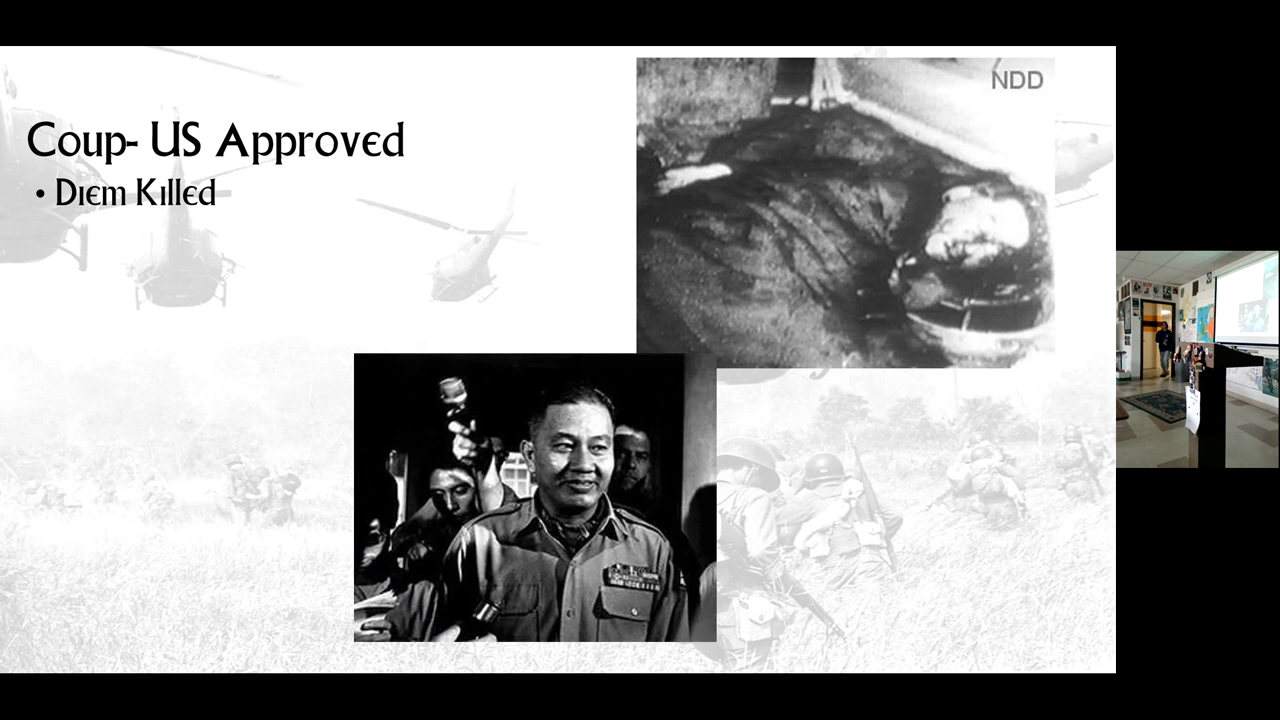 NDD
Coup- US Approved
• Diem Killed